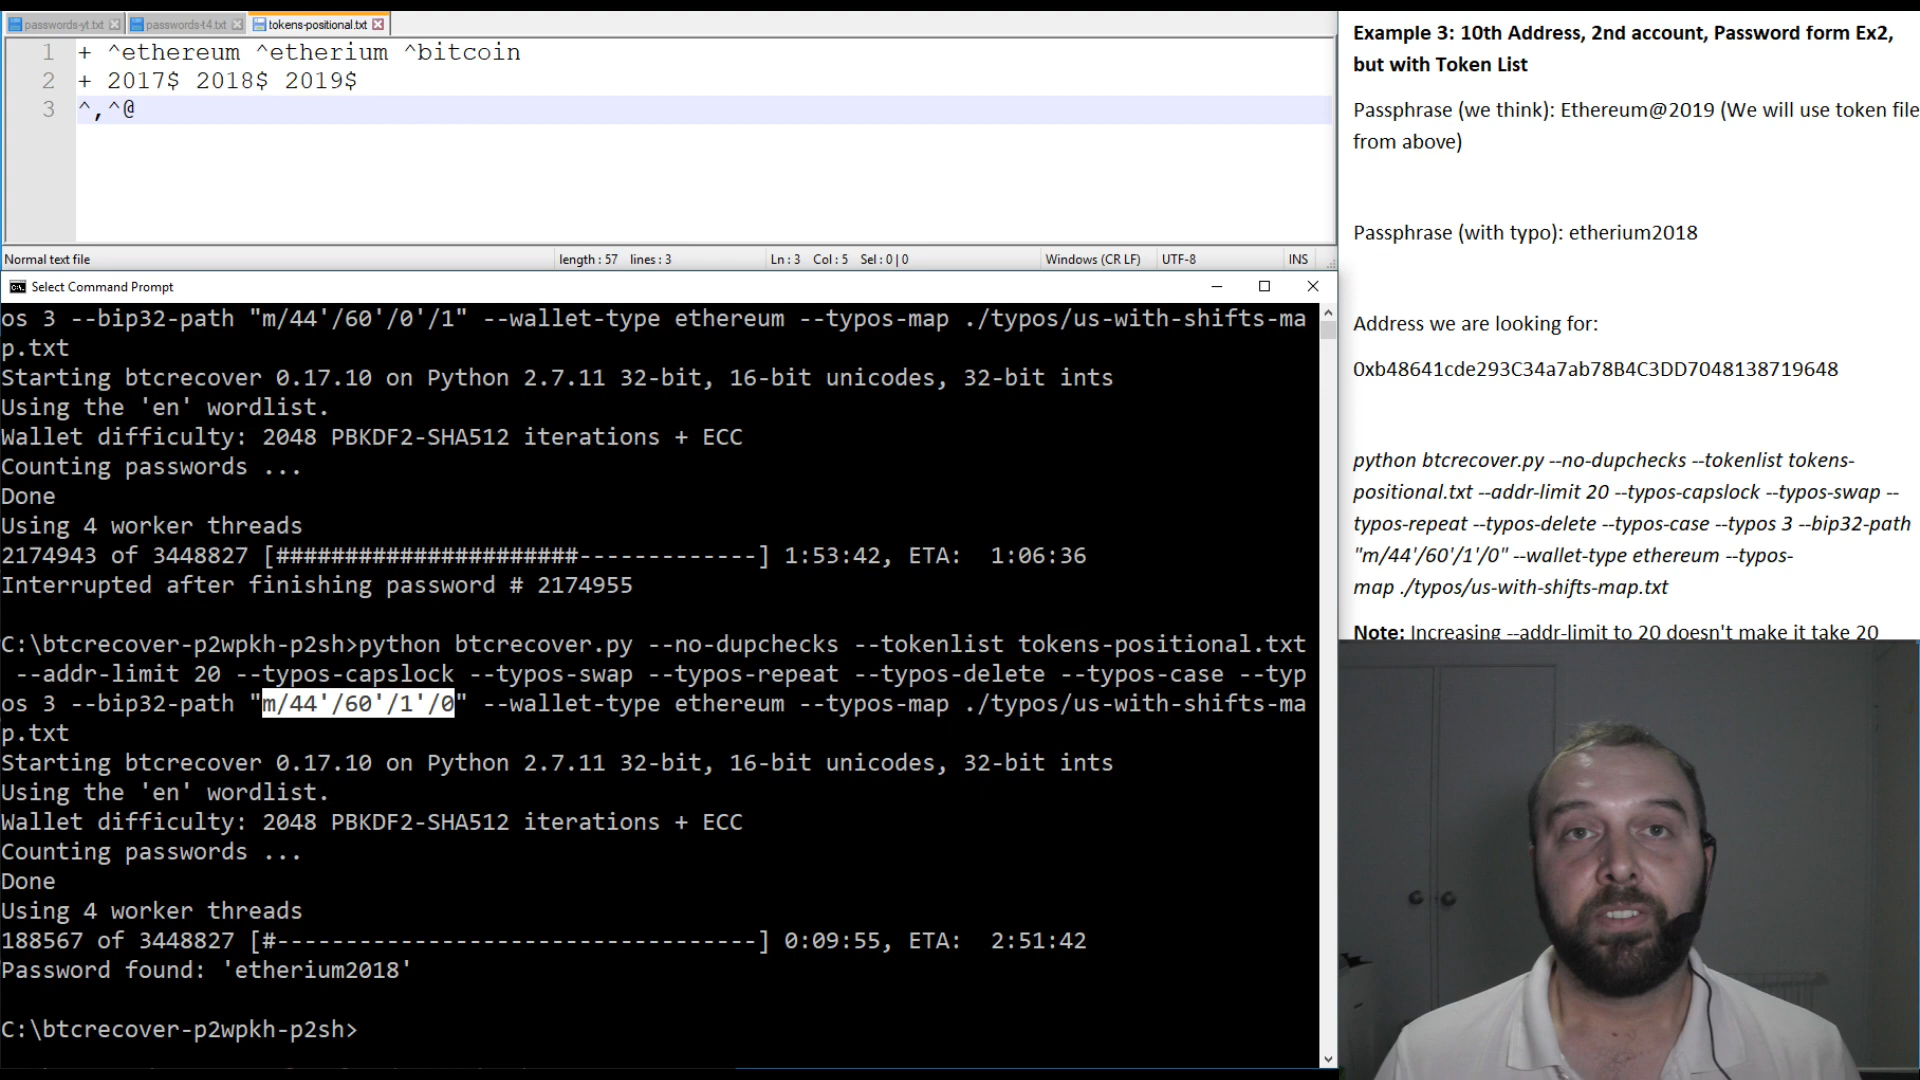 passwords-yt.txt passwords-t4.txt tokens-positional.txt
1 + ^ethereum ^etherium ^bitcoin
2 + 2017$ 2018$ 2019$
3 ^,^@
Normal text file length : 57 lines : 3 Ln : 3 Col : 5 Sel : 0 | 0 Windows (CR LF) UTF-8 INS
Select Command Prompt
os 3 --bip32-path "m/44'/60'/0'/1" --wallet-type ethereum --typos-map ./typos/us-with-shifts-ma
p.txt
Starting btcrecover 0.17.10 on Python 2.7.11 32-bit, 16-bit unicodes, 32-bit ints
Using the 'en' wordlist.
Wallet difficulty: 2048 PBKDF2-SHA512 iterations + ECC
Counting passwords ...
Done
Using 4 worker threads
2174943 of 3448827 [######################-------------] 1:53:42, ETA:  1:06:36
Interrupted after finishing password # 2174955
C:\btcrecover-p2wpkh-p2sh>python btcrecover.py --no-dupchecks --tokenlist tokens-positional.txt
--addr-limit 20 --typos-capslock --typos-swap --typos-repeat --typos-delete --typos-case --typ
os 3 --bip32-path "m/44'/60'/1'/0" --wallet-type ethereum --typos-map ./typos/us-with-shifts-ma
p.txt
Starting btcrecover 0.17.10 on Python 2.7.11 32-bit, 16-bit unicodes, 32-bit ints
Using the 'en' wordlist.
Wallet difficulty: 2048 PBKDF2-SHA512 iterations + ECC
Counting passwords ...
Done
Using 4 worker threads
188567 of 3448827 [#-----------------------------------] 0:09:55, ETA:  2:51:42
Password found: 'etherium2018'
C:\btcrecover-p2wpkh-p2sh>
Example 3: 10th Address, 2nd account, Password form Ex2,
but with Token List
Passphrase (we think): Ethereum@2019 (We will use token file
from above)
Passphrase (with typo): etherium2018
Address we are looking for:
0xb48641cde293C34a7ab78B4C3DD7048138719648
python btcrecover.py --no-dupchecks --tokenlist tokens-
positional.txt --addr-limit 20 --typos-capslock --typos-swap --
typos-repeat --typos-delete --typos-case --typos 3 --bip32-path
"m/44'/60'/1'/0" --wallet-type ethereum --typos-
map ./typos/us-with-shifts-map.txt
Note: Increasing --addr-limit to 20 doesn't make it take 20